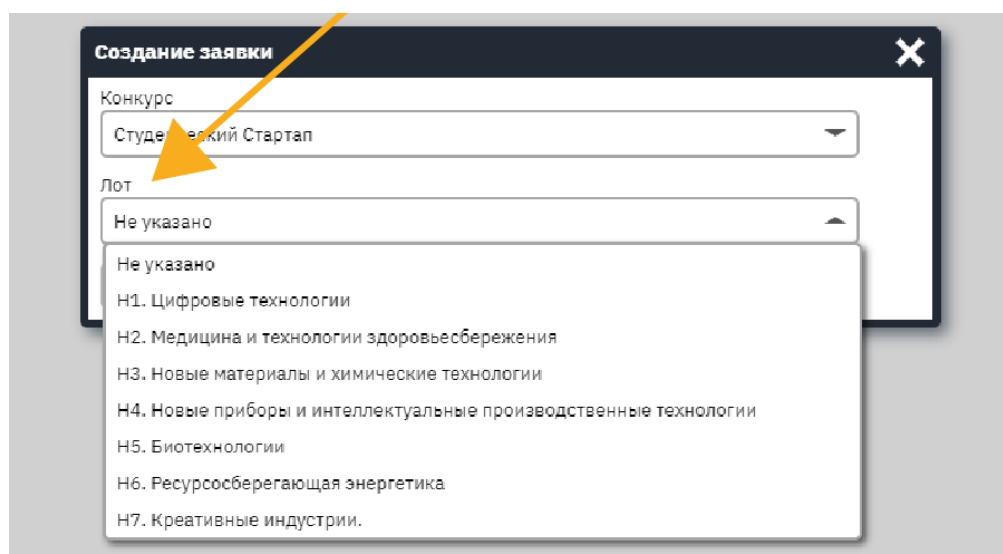 Создание заявки
Конкурс
Студенческий Стартап
Лот
Не указано
Не указано
Н1. Цифровые технологии
Н2. Медицина и технологии здоровьесбережения
Н3. Новые материалы и химические технологии
Н4. Новые приборы и интеллектуальные производственные технологии
Н5. Биотехнологии
Н6. Ресурсосберегающая энергетика
Н7. Креативные индустрии.